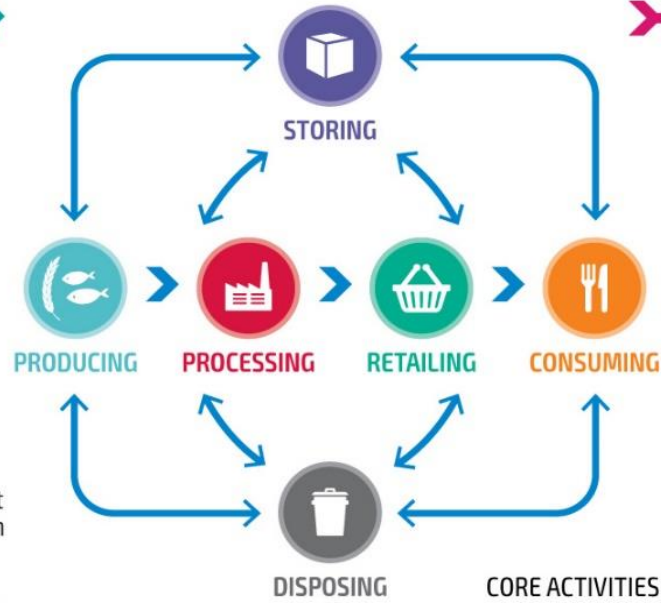 STORING
PRODUCING
PROCESSING
RETAILING
CONSUMING
DISPOSING
CORE ACTIVITIES